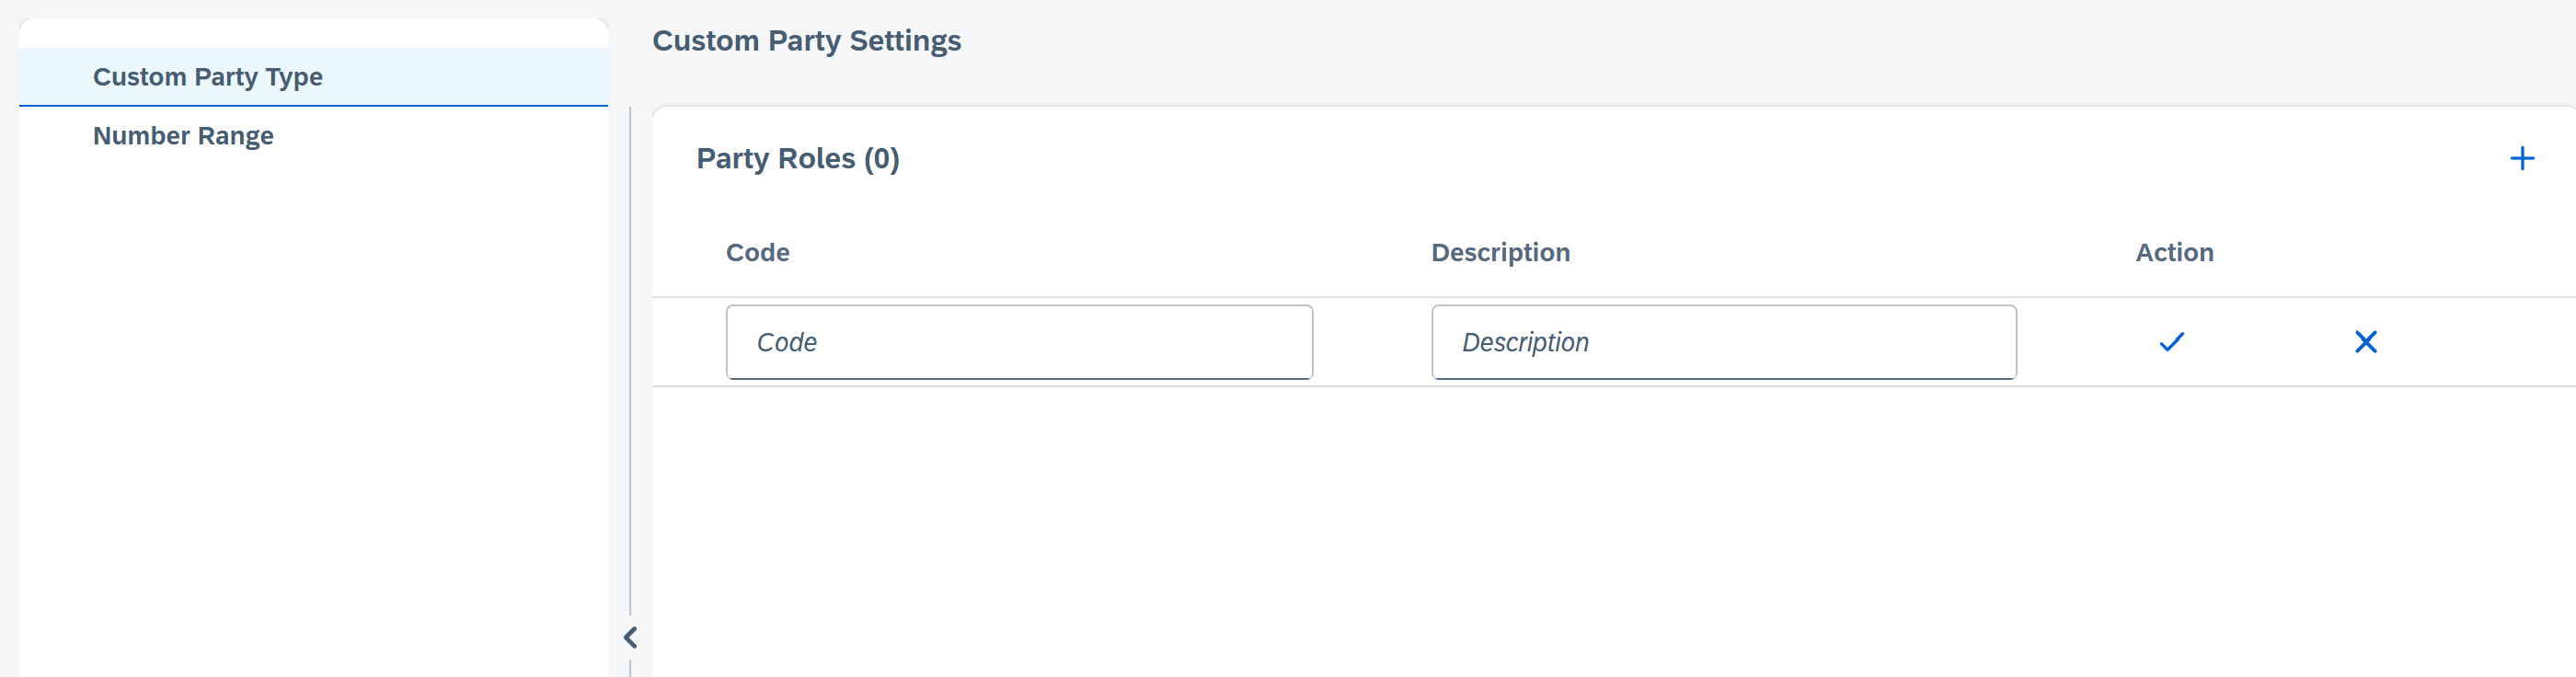 Custom Party Type
Number Range
Custom Party Settings
Party Roles (0)
Code Description Action
Code Description